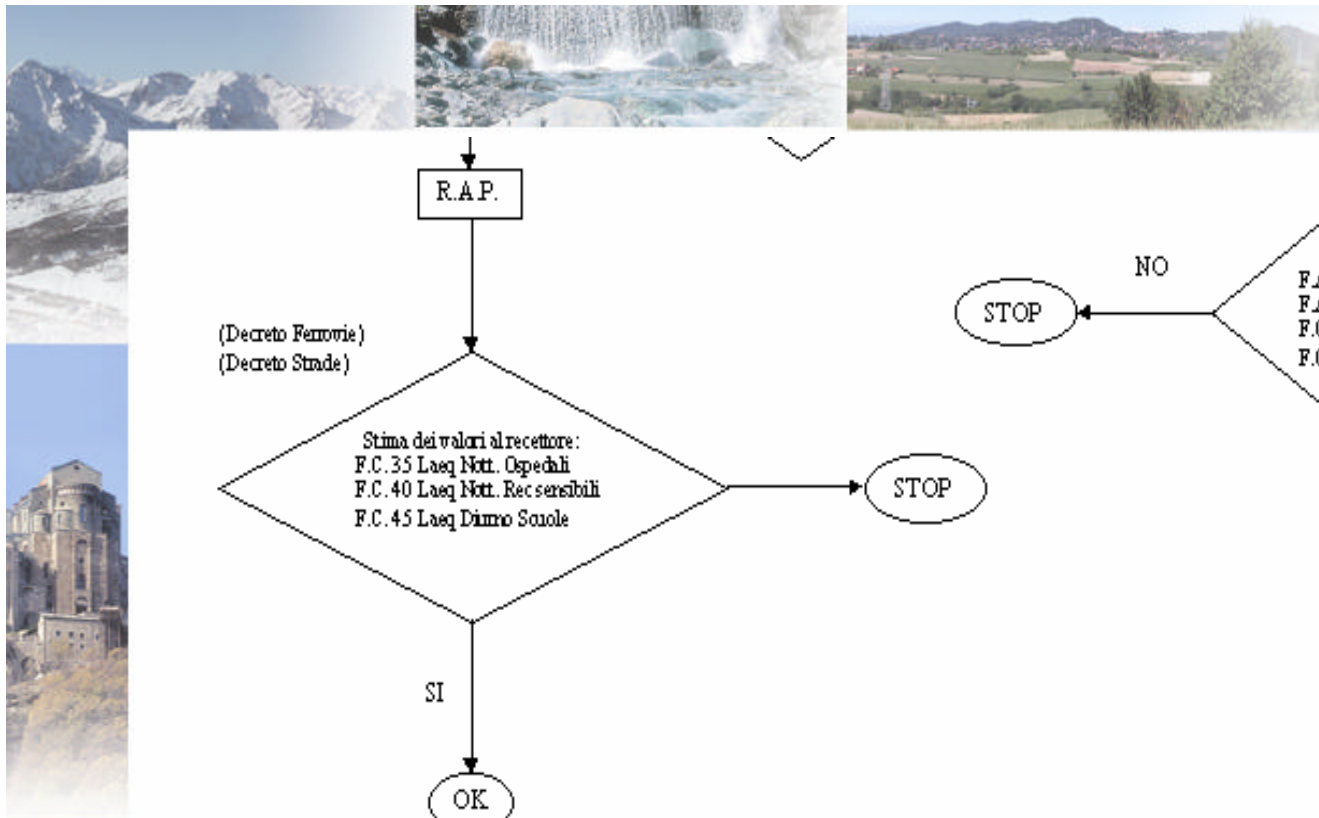 R.A.P.
NO
STOP
(Decreto Ferrovie)
(Decreto Strade)
Stima dei valori al recettore:
F.C. 35 Laeq Nott. Ospedali
F.C. 40 Laeq Nott. Rec sensibili
F.C. 45 Laeq Diurno Scuole
STOP
SI
OK